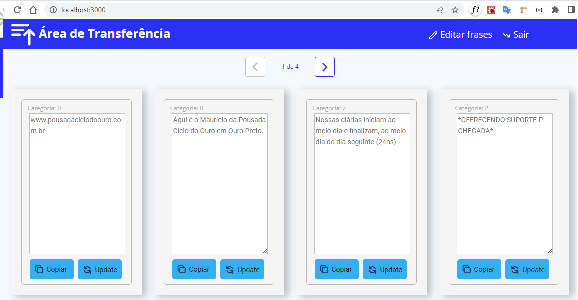 localhost:3000
Área de Transferência
Editar frases
Sair
1 de 4
Categoria: 0
www.pousadaciclodoouro.co
m.br
Copiar
Update
Categoria: 0
Aqui é o Maurício da Pousada
Ciclo do Ouro em Ouro Preto.
Copiar
Update
Categoria: 2
Nossas diárias iniciam ao
meio dia e finalizam, ao meio
dia do dia seguinte (24hs)
Copiar
Update
Categoria: 2
*OFERECENDO SUPORTE P
CHEGADA*
Copiar
Update